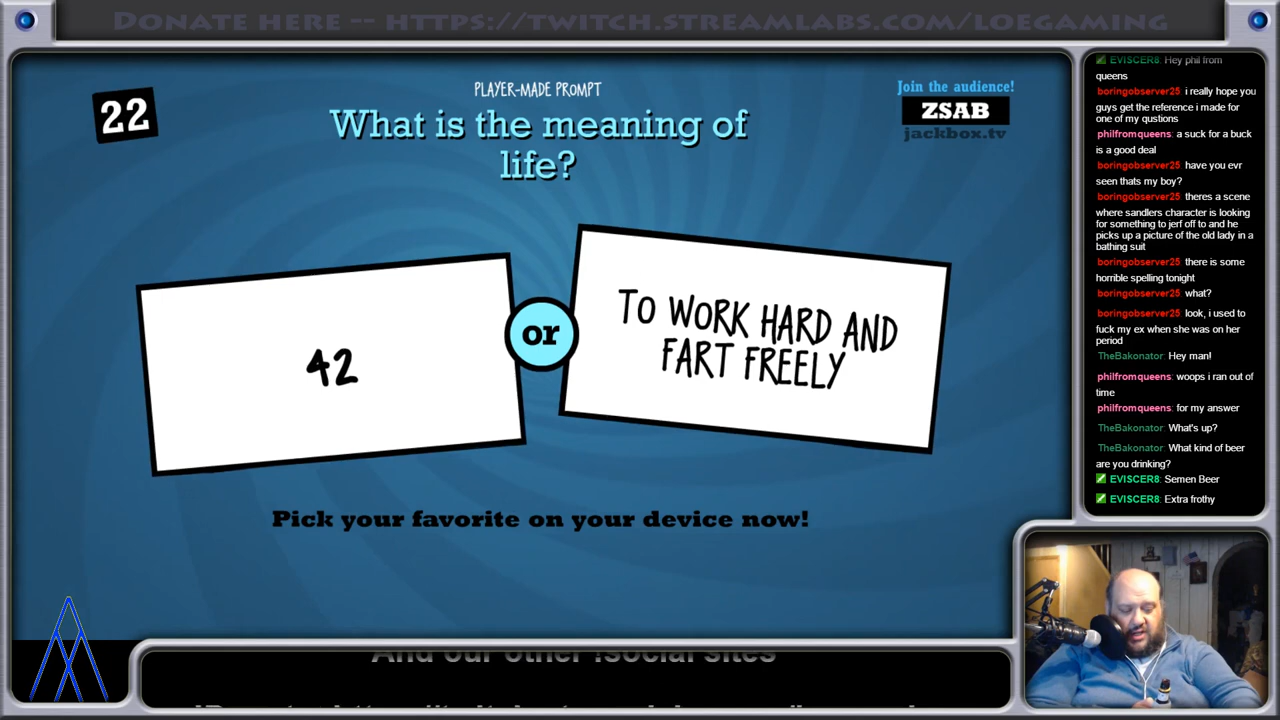 Donate here -- https://twitch.streamlabs.com/loegaming
22
PLAYER-MADE PROMPT
What is the meaning of
life?
Join the audience!
ZSAB
jackbox.tv
42
or
TO WORK HARD AND
FART FREELY
Pick your favorite on your device now!
And our other !social sites
EVISCER8: Hey phil from
queens
boringobserver25: i really hope you
guys get the reference i made for
one of my qustions
philfromqueens: a suck for a buck
is a good deal
boringobserver25: have you evr
seen thats my boy?
boringobserver25: theres a scene
where sandlers character is looking
for something to jerf off to and he
picks up a picture of the old lady in a
bathing suit
boringobserver25: there is some
horrible spelling tonight
boringobserver25: what?
boringobserver25: look, i used to
fuck my ex when she was on her
period
TheBakonator: Hey man!
philfromqueens: woops i ran out of
time
philfromqueens: for my answer
TheBakonator: What's up?
TheBakonator: What kind of beer
are you drinking?
EVISCER8: Semen Beer
EVISCER8: Extra frothy